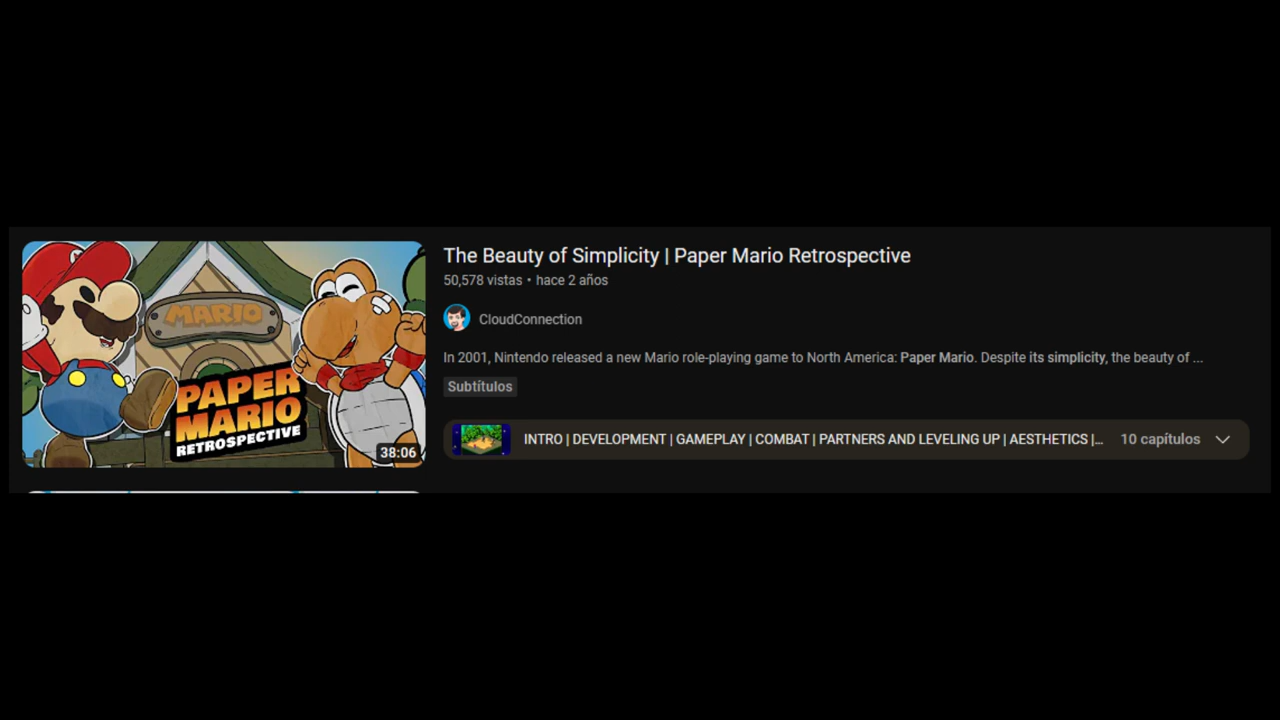 MARIO
PAPER
MARIO
RETROSPECTIVE
38:06
The Beauty of Simplicity | Paper Mario Retrospective
50,578 vistas • hace 2 años
CloudConnection
In 2001, Nintendo released a new Mario role-playing game to North America: Paper Mario. Despite its simplicity, the beauty of ...
Subtítulos
INTRO | DEVELOPMENT | GAMEPLAY | COMBAT | PARTNERS AND LEVELING UP | AESTHETICS |... 10 capítulos